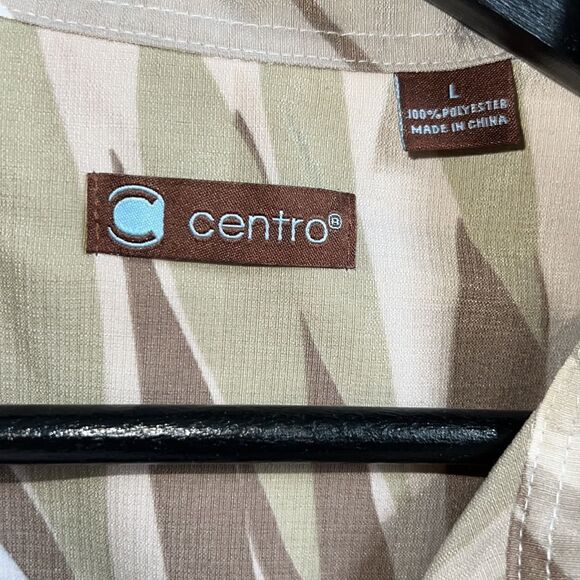 L
100% POLYESTER
MADE IN CHINA
centro®